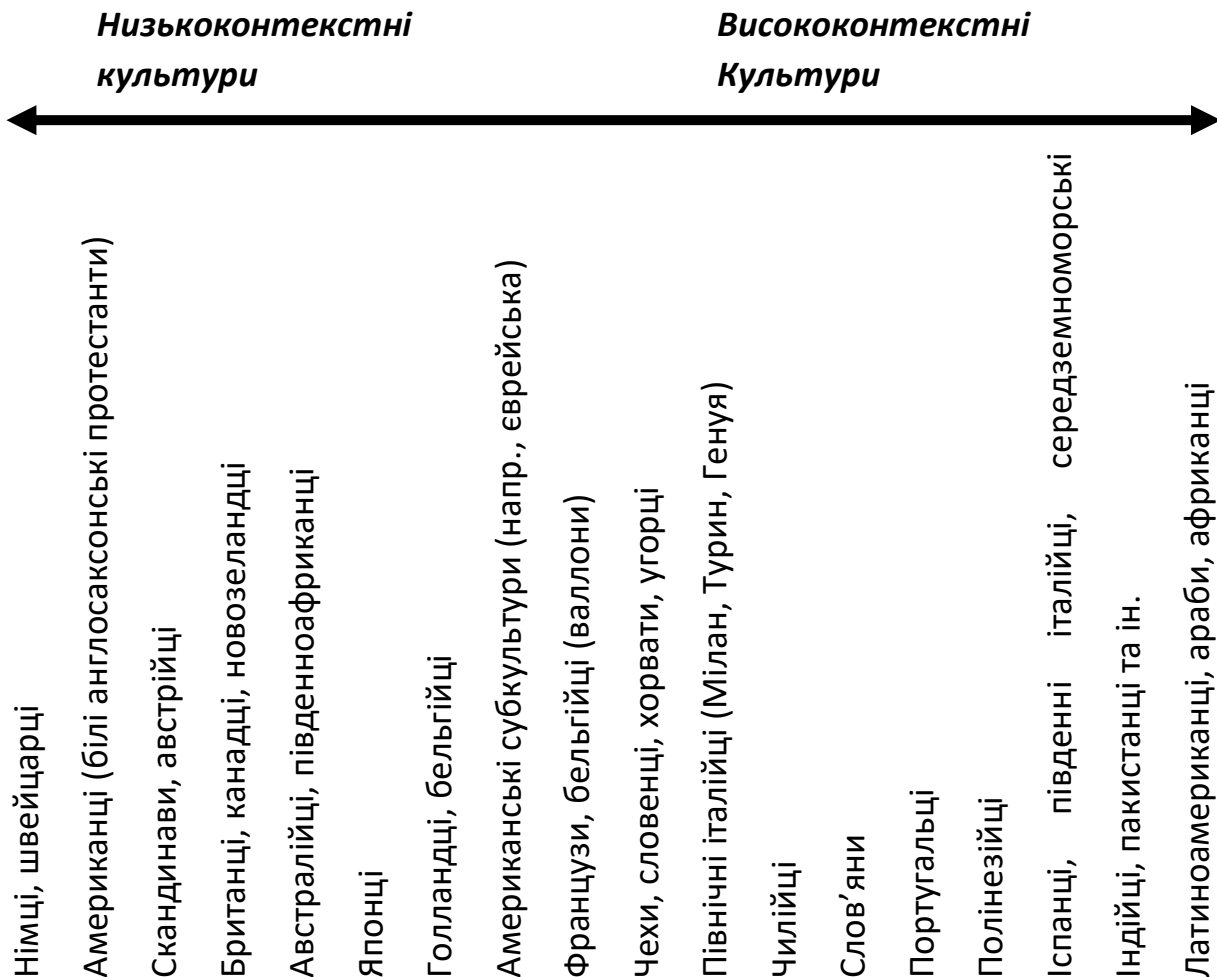 Низькоконтекстні
культури
Висококонтекстні
Культури
Німці, швейцарці
Американці (білі англосаксонські протестанти)
Скандинави, австрійці
Британці, канадці, новозеландці
Австралійці, південноафриканці
Японці
Голландці, бельгійці
Американські субкультури (напр., єврейська)
Французи, бельгійці (валлони)
Чехи, словенці, хорвати, угорці
Північні італійці (Мілан, Турин, Генуя)
Чилійці
Слов’яни
Португальці
Полінезійці
Іспанці, південні італійці, середземноморські
Індійці, пакистанці та ін.
Латиноамериканці, араби, африканці